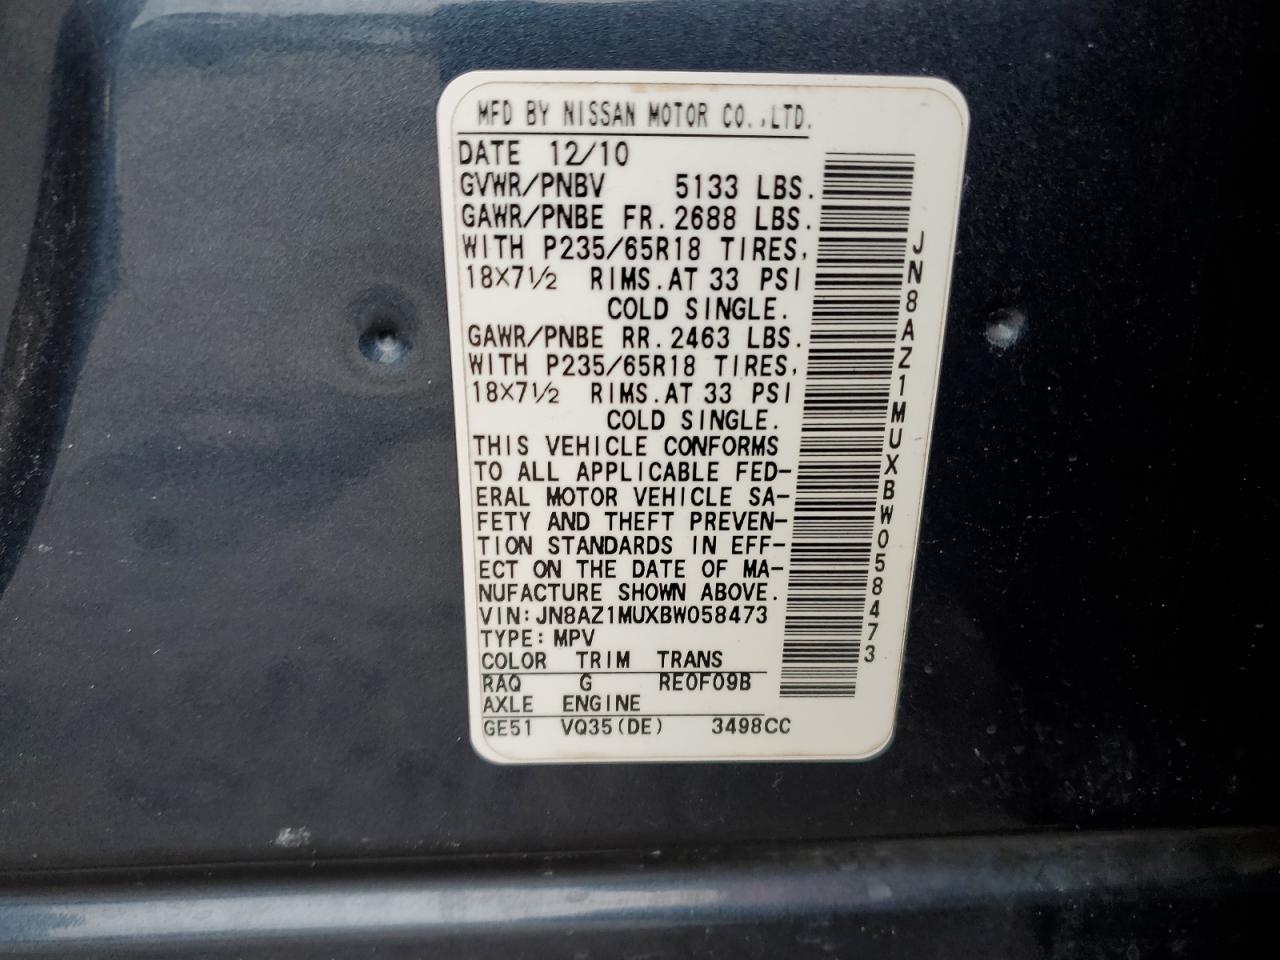 MFD BY NISSAN MOTOR CO.,LTD.
DATE 12/10
GVWR/PNBV 5133 LBS.
GAWR/PNBE FR. 2688 LBS.
WITH P235/65R18 TIRES,
18X7½ RIMS. AT 33 PSI
COLD SINGLE.
GAWR/PNBE RR. 2463 LBS.
WITH P235/65R18 TIRES,
18X7½ RIMS. AT 33 PSI
COLD SINGLE.
THIS VEHICLE CONFORMS
TO ALL APPLICABLE FED-
ERAL MOTOR VEHICLE SA-
FETY AND THEFT PREVEN-
TION STANDARDS IN EFF-
ECT ON THE DATE OF MA-
NUFACTURE SHOWN ABOVE.
VIN: JN8AZ1MUXBW058473
TYPE: MPV
COLOR TRIM TRANS
RAQ G RE0F09B
AXLE ENGINE
GE51 VQ35(DE) 3498CC
JN8AZ1MUXBW058473